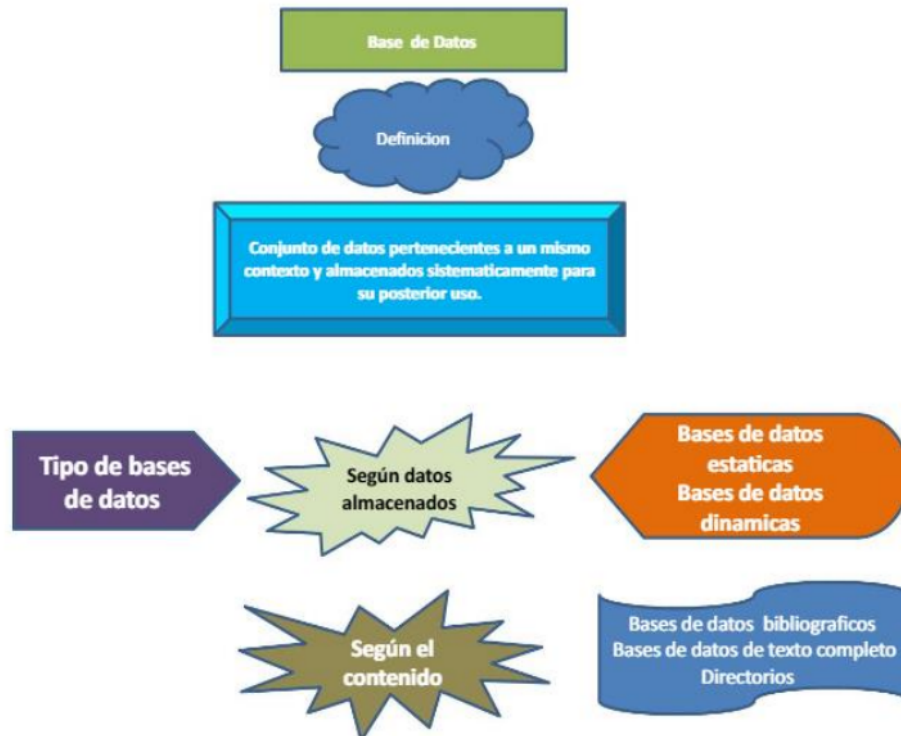 Base de Datos
Definicion
Conjunto de datos pertenecientes a un mismo
contexto y almacenados sistematicamente para
su posterior uso.
Tipo de bases
de datos
Según datos
almacenados
Bases de datos
estaticas
Bases de datos
dinamicas
Según el
contenido
Bases de datos bibliograficos
Bases de datos de texto completo
Directorios